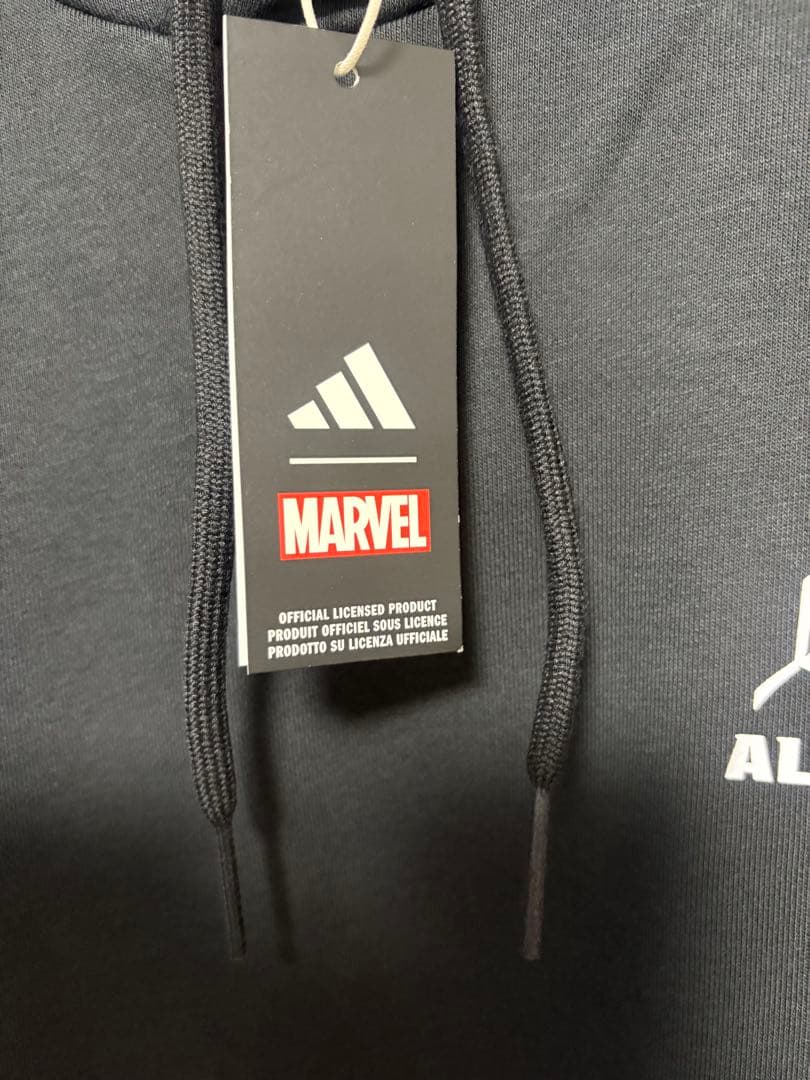 MARVEL
OFFICIAL LICENSED PRODUCT
PRODUIT OFFICIEL SOUS LICENCE
PRODOTTO SU LICENZA UFFICIALE
AL